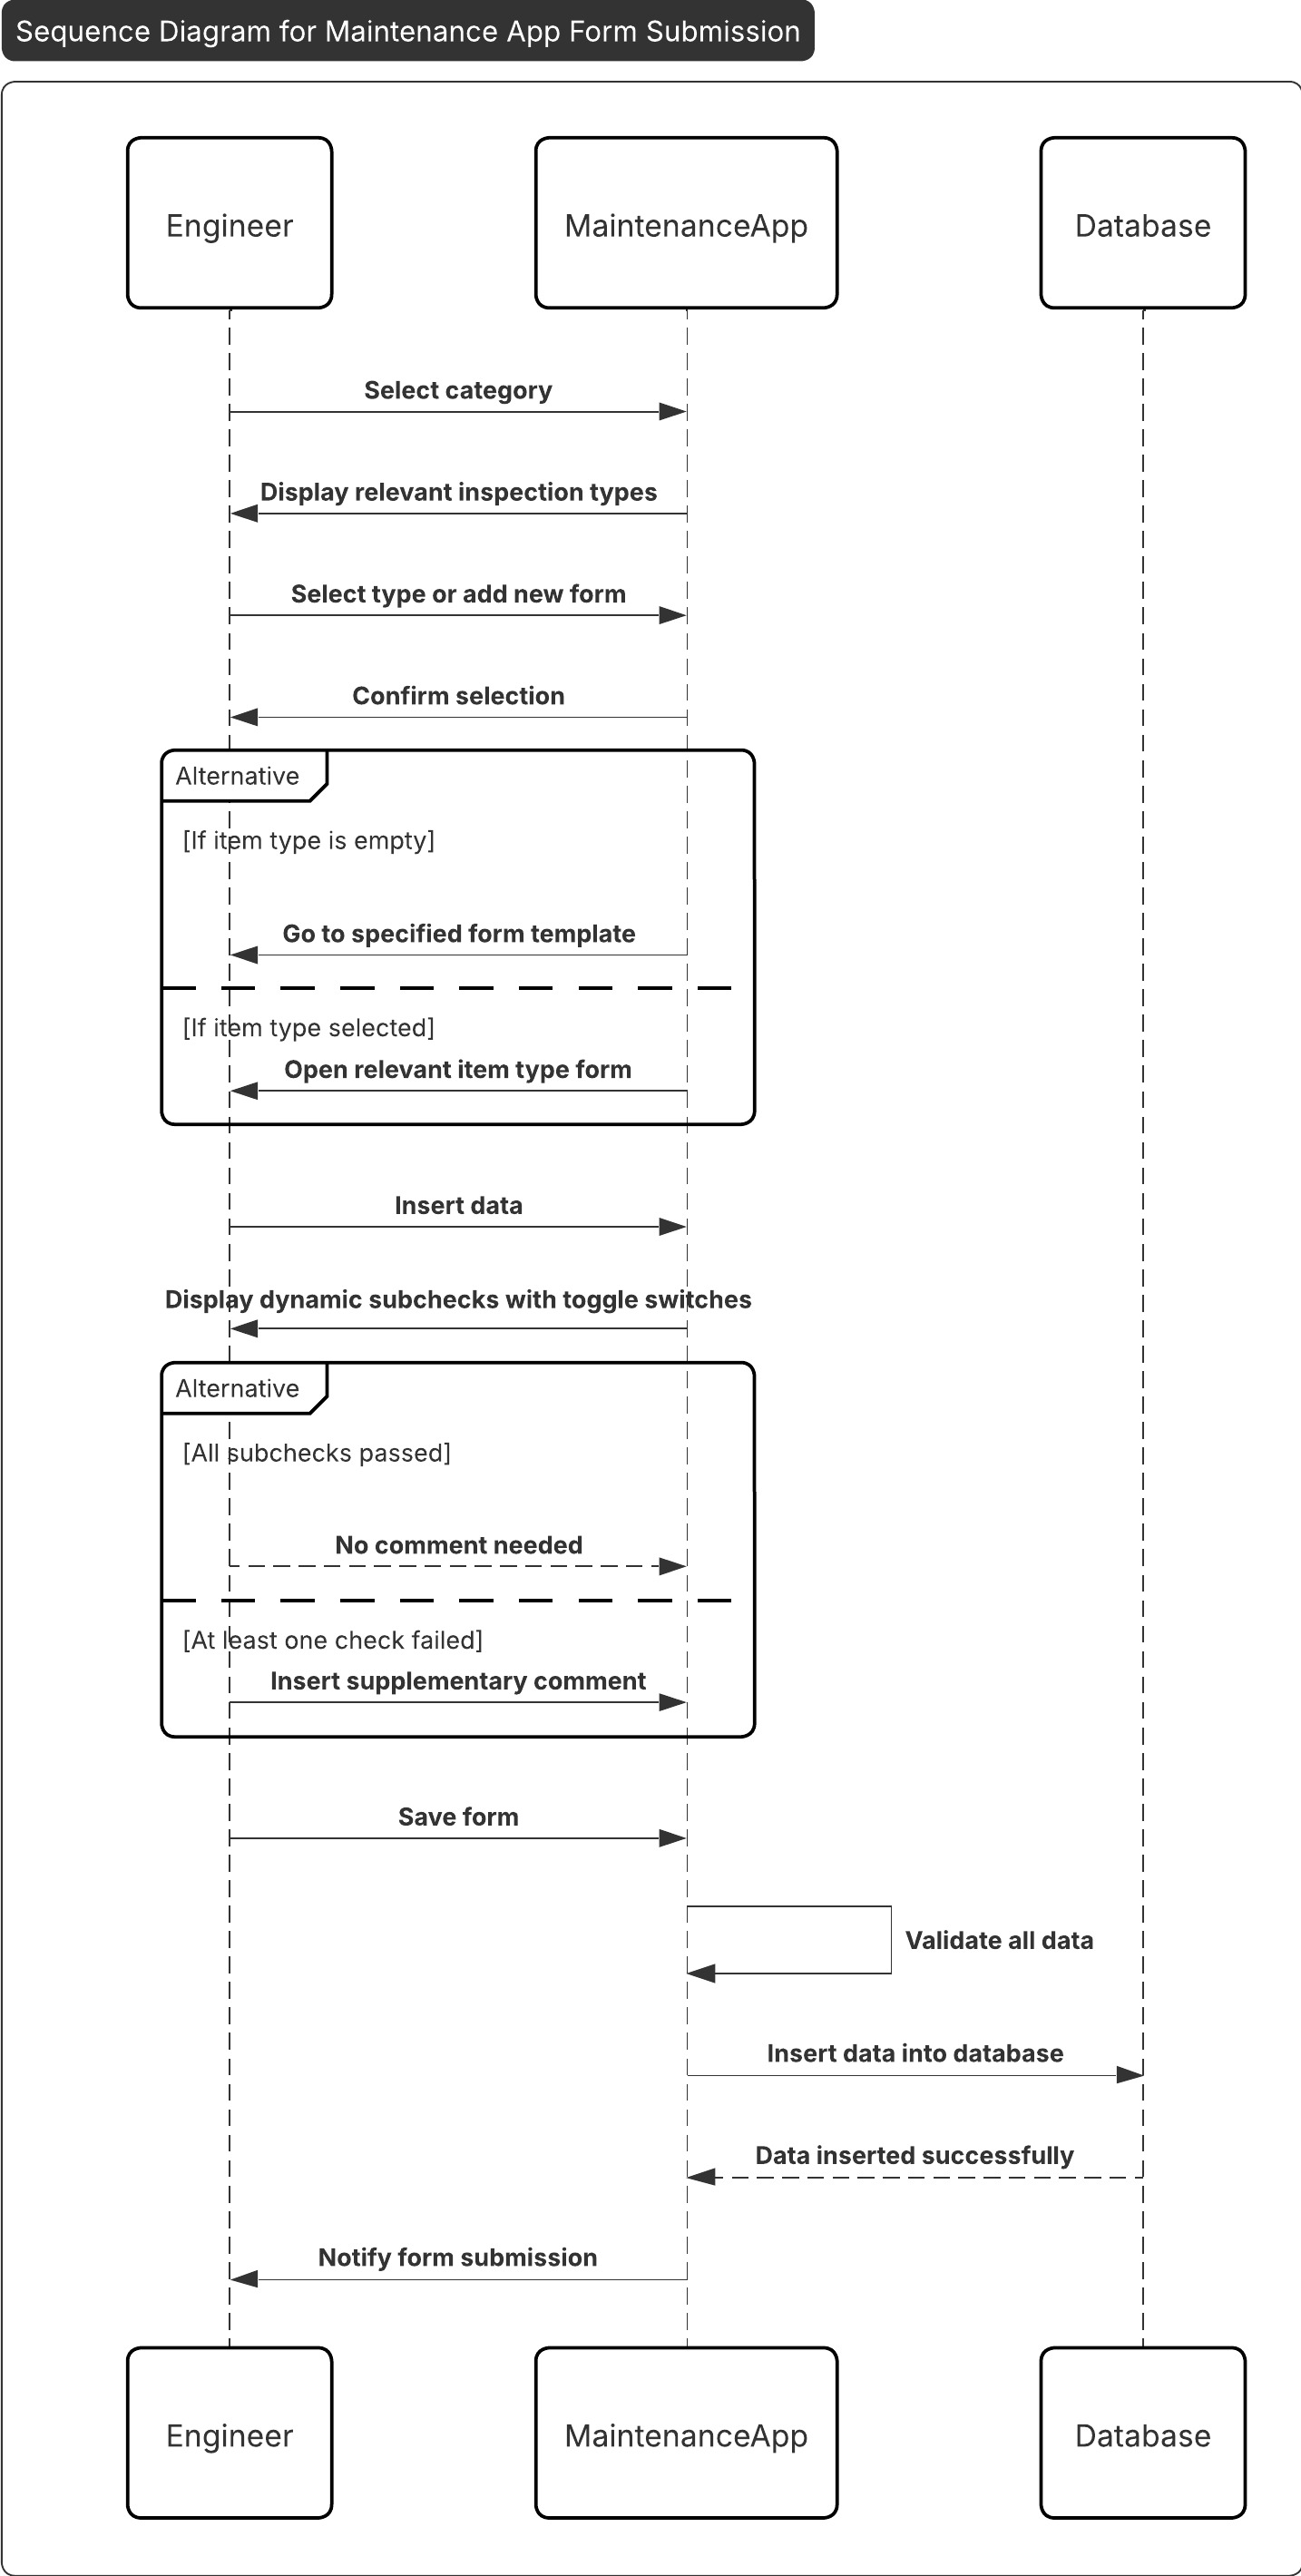 Sequence Diagram for Maintenance App Form Submission
Engineer
MaintenanceApp
Database
Select category
Display relevant inspection types
Select type or add new form
Confirm selection
Alternative
[If item type is empty]
Go to specified form template
[If item type selected]
Open relevant item type form
Insert data
Display dynamic subchecks with toggle switches
Alternative
[All subchecks passed]
No comment needed
[At least one check failed]
Insert supplementary comment
Save form
Validate all data
Insert data into database
Data inserted successfully
Notify form submission
Engineer
MaintenanceApp
Database